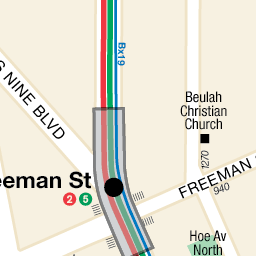 Bx19
S NINE BLVD
Beulah
Christian
Church
1270
eeman St
2 5
FREEMAN
940
Hoe Av
North